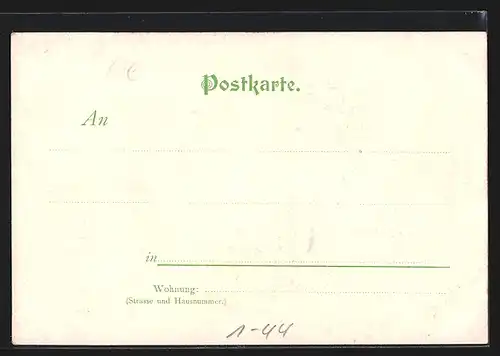 Postkarte.
An
in
Wohnung:
(Strasse und Hausnummer.)
1-44